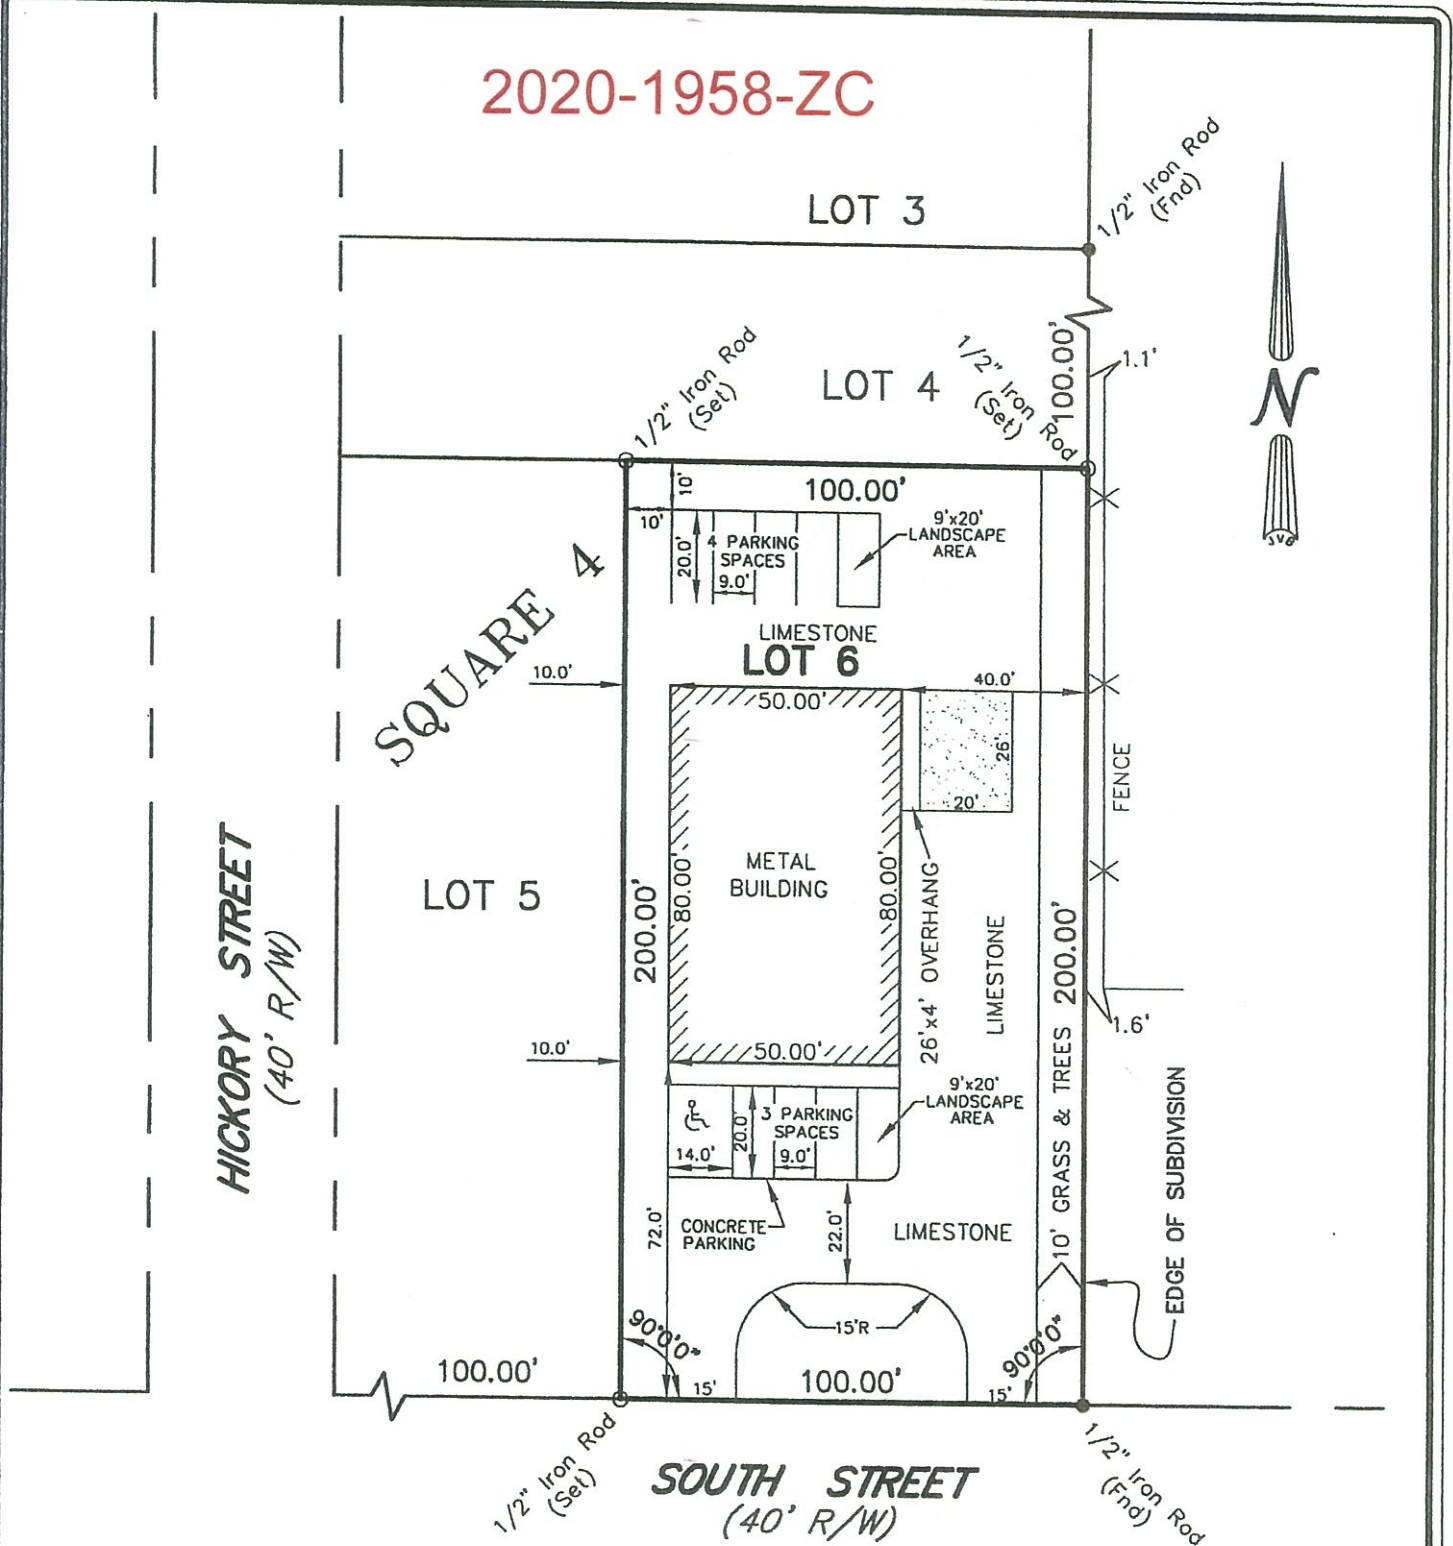 2020-1958-ZC
LOT 3
1/2" Iron Rod
(Fnd)
1/2" Iron Rod
(Set)
LOT 4
1/2" Iron Rod
(Set)
100.00'
1.1'
N
JVB
10'
100.00'
10'
20.0'
4 PARKING
SPACES
9.0'
9'x20'
LANDSCAPE
AREA
SQUARE 4
LIMESTONE
LOT 6
10.0'
50.00'
40.0'
26'
20'
FENCE
METAL
BUILDING
80.00'
80.00'
LOT 5
200.00'
26'x4' OVERHANG
LIMESTONE
200.00'
HICKORY STREET
(40' R/W)
10.0'
50.00'
1.6'
9'x20'
LANDSCAPE
AREA
3 PARKING
SPACES
20.0'
14.0'
9.0'
10' GRASS & TREES
EDGE OF SUBDIVISION
72.0'
CONCRETE
PARKING
22.0'
LIMESTONE
15'R
90°0'0"
90°0'0"
100.00'
15'
100.00'
15'
1/2" Iron Rod
(Set)
SOUTH STREET
(40' R/W)
1/2" Iron Rod
(Fnd)